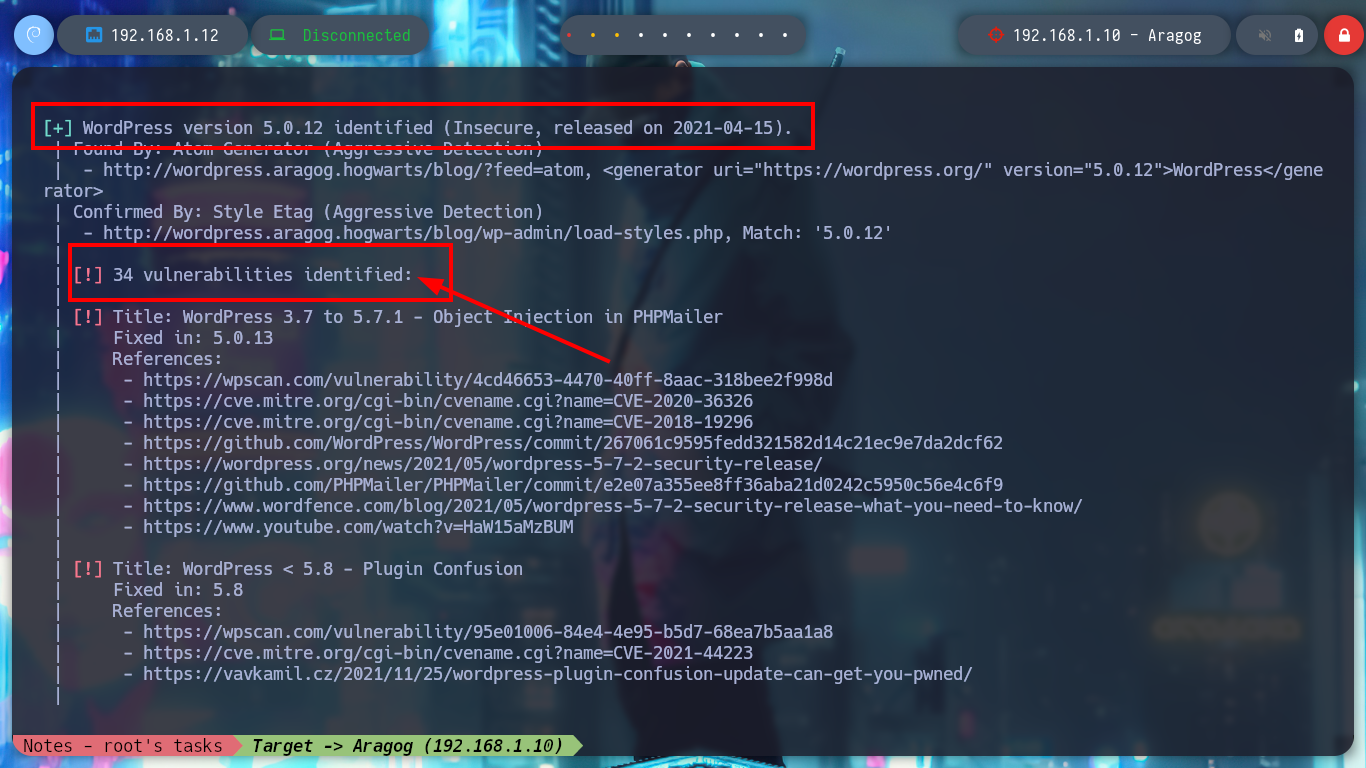 192.168.1.12
Disconnected
192.168.1.10 - Aragog
[+] WordPress version 5.0.12 identified (Insecure, released on 2021-04-15).
| Found By: Atom Generator (Aggressive Detection)
|  - http://wordpress.aragog.hogwarts/blog/?feed=atom, <generator uri="https://wordpress.org/" version="5.0.12">WordPress</gene
rator>
| Confirmed By: Style Etag (Aggressive Detection)
|  - http://wordpress.aragog.hogwarts/blog/wp-admin/load-styles.php, Match: '5.0.12'
|
| [!] 34 vulnerabilities identified:
|
| [!] Title: WordPress 3.7 to 5.7.1 - Object Injection in PHPMailer
|     Fixed in: 5.0.13
|     References:
|      - https://wpscan.com/vulnerability/4cd46653-4470-40ff-8aac-318bee2f998d
|      - https://cve.mitre.org/cgi-bin/cvename.cgi?name=CVE-2020-36326
|      - https://cve.mitre.org/cgi-bin/cvename.cgi?name=CVE-2018-19296
|      - https://github.com/WordPress/WordPress/commit/267061c9595fedd321582d14c21ec9e7da2dcf62
|      - https://wordpress.org/news/2021/05/wordpress-5-7-2-security-release/
|      - https://github.com/PHPMailer/PHPMailer/commit/e2e07a355ee8ff36aba21d0242c5950c56e4c6f9
|      - https://www.wordfence.com/blog/2021/05/wordpress-5-7-2-security-release-what-you-need-to-know/
|      - https://www.youtube.com/watch?v=HaW15aMzBUM
|
| [!] Title: WordPress < 5.8 - Plugin Confusion
|     Fixed in: 5.8
|     References:
|      - https://wpscan.com/vulnerability/95e01006-84e4-4e95-b5d7-68ea7b5aa1a8
|      - https://cve.mitre.org/cgi-bin/cvename.cgi?name=CVE-2021-44223
|      - https://vavkamil.cz/2021/11/25/wordpress-plugin-confusion-update-can-get-you-pwned/
|
Notes - root's tasks
Target -> Aragog (192.168.1.10)